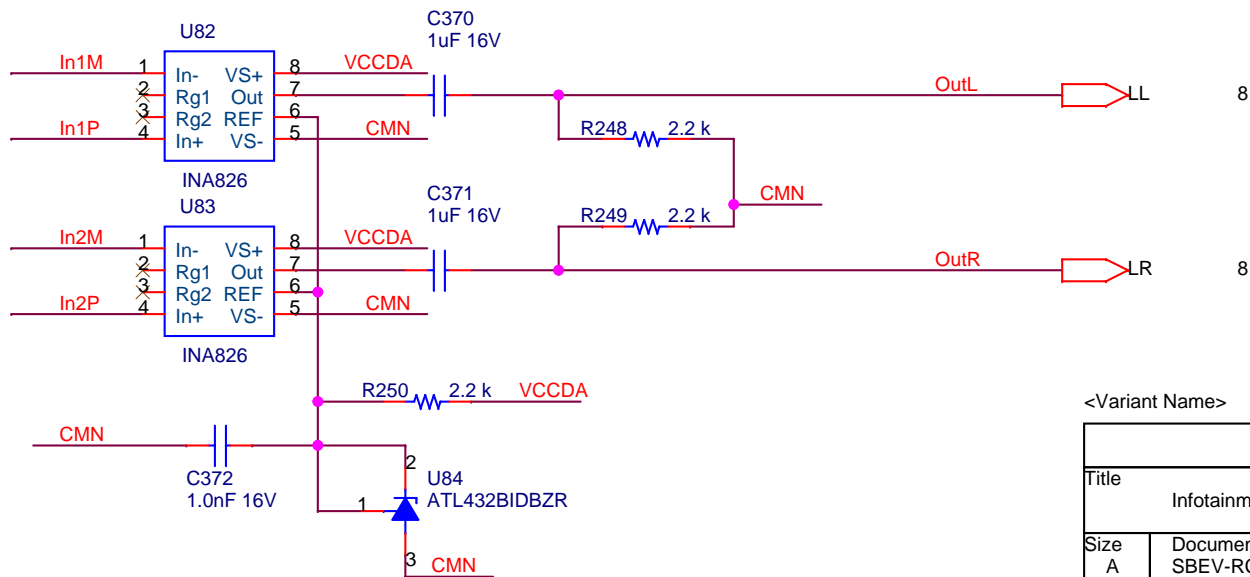 U82
C370
1uF 16V
In1M 1 In- VS+ 8 VCCDA
2 Rg1 Out 7 OutL LL 8
3 Rg2 REF 6
In1P 4 In+ VS- 5 CMN R248 2.2 k
INA826
CMN
U83
C371
1uF 16V
R249 2.2 k
In2M 1 In- VS+ 8 VCCDA
2 Rg1 Out 7 OutR LR 8
3 Rg2 REF 6
In2P 4 In+ VS- 5 CMN
INA826
R250 2.2 k VCCDA
CMN
C372
1.0nF 16V
2
U84
ATL432BIDBZR
1
3 CMN
<Variant Name>
Title
Infotainm
Size
A
Documen